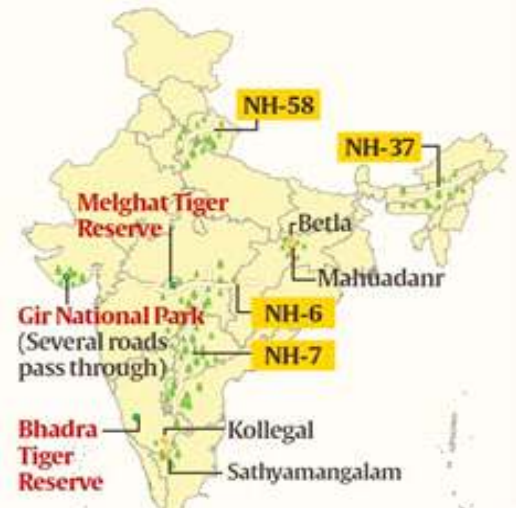 NH-58
NH-37
Melghat Tiger
Reserve
Betla
Mahuadanr
Gir National Park
(Several roads
pass through)
NH-6
NH-7
Bhadra
Tiger
Reserve
Kollegal
Sathyamangalam